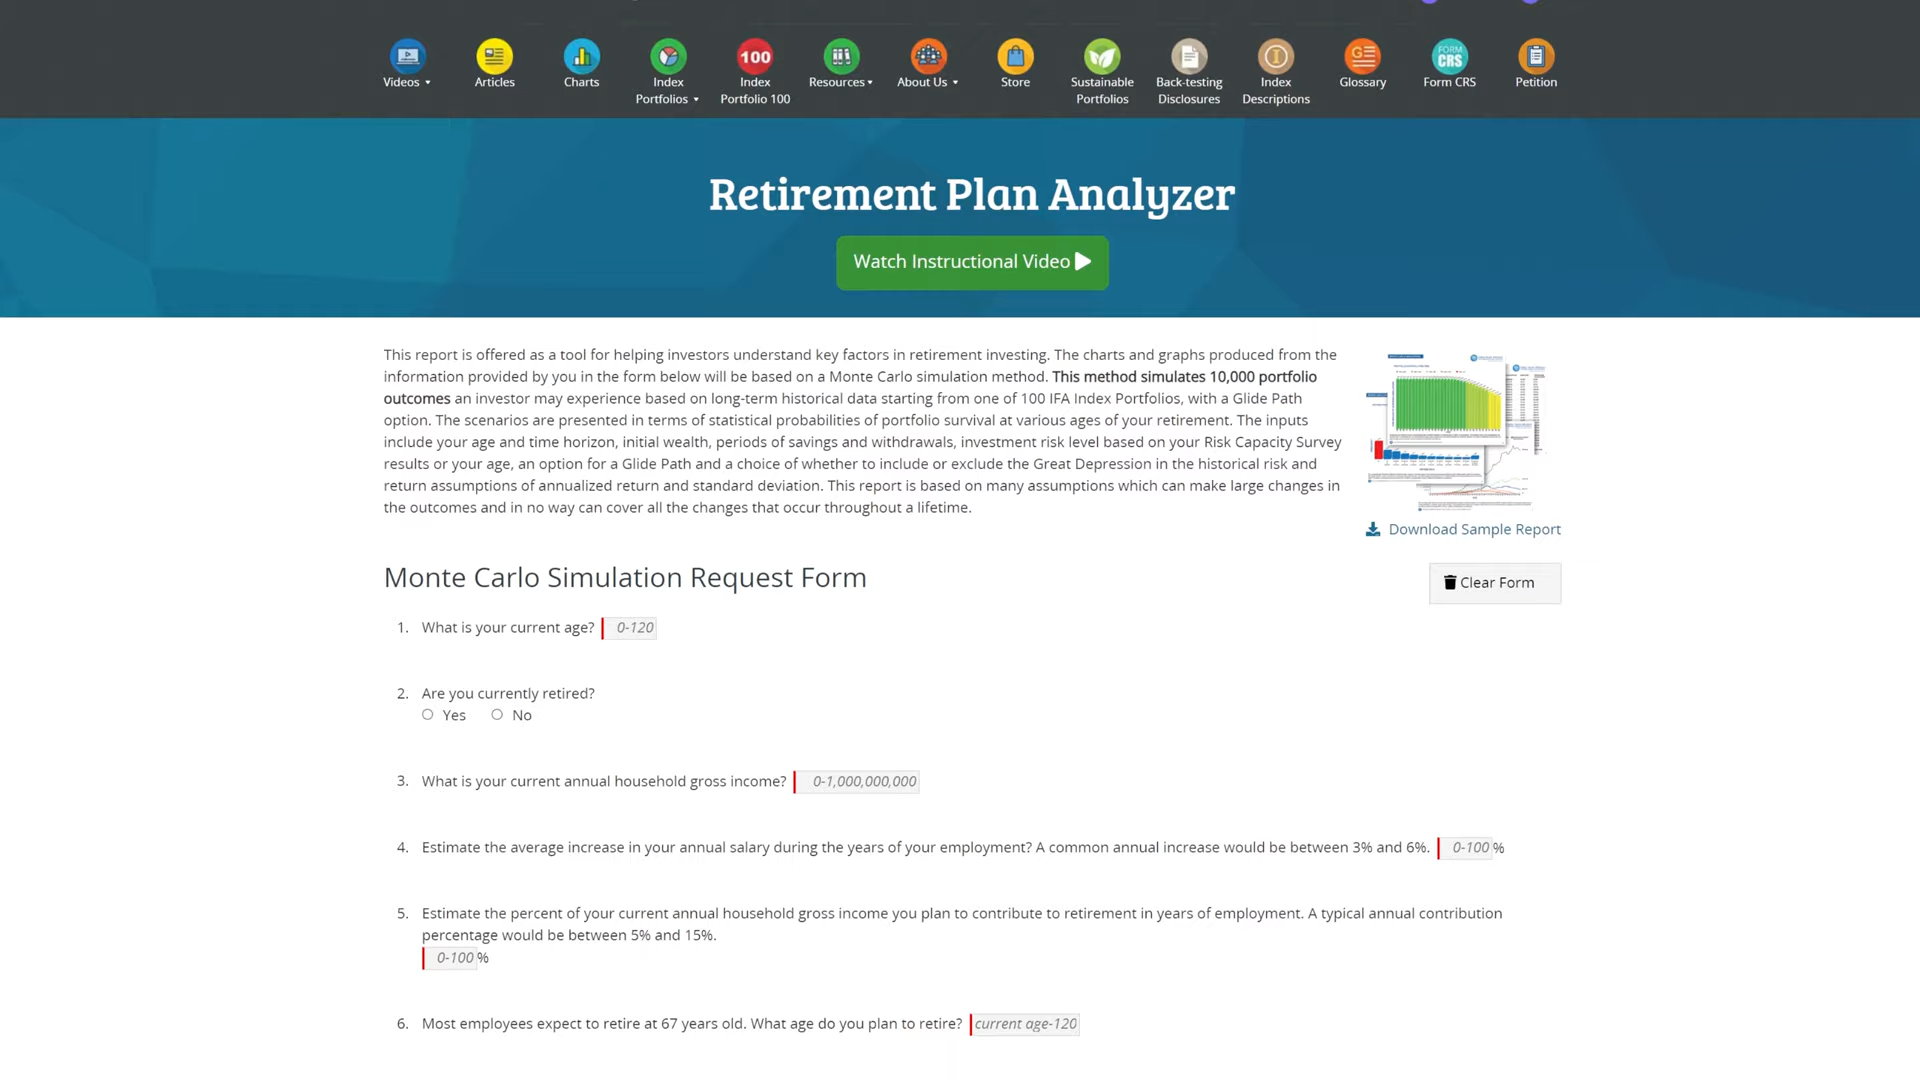 Videos
Articles
Charts
Index
Portfolios
100
Index
Portfolio 100
Resources
About Us
Store
Sustainable
Portfolios
Back-testing
Disclosures
Index
Descriptions
Glossary
FORM
CRS
Form CRS
Petition
Retirement Plan Analyzer
Watch Instructional Video
This report is offered as a tool for helping investors understand key factors in retirement investing. The charts and graphs produced from the
information provided by you in the form below will be based on a Monte Carlo simulation method. This method simulates 10,000 portfolio
outcomes an investor may experience based on long-term historical data starting from one of 100 IFA Index Portfolios, with a Glide Path
option. The scenarios are presented in terms of statistical probabilities of portfolio survival at various ages of your retirement. The inputs
include your age and time horizon, initial wealth, periods of savings and withdrawals, investment risk level based on your Risk Capacity Survey
results or your age, an option for a Glide Path and a choice of whether to include or exclude the Great Depression in the historical risk and
return assumptions of annualized return and standard deviation. This report is based on many assumptions which can make large changes in
the outcomes and in no way can cover all the changes that occur throughout a lifetime.
Download Sample Report
Monte Carlo Simulation Request Form
Clear Form
1. What is your current age? 0-120
2. Are you currently retired?
Yes No
3. What is your current annual household gross income? 0-1,000,000,000
4. Estimate the average increase in your annual salary during the years of your employment? A common annual increase would be between 3% and 6%. 0-100 %
5. Estimate the percent of your current annual household gross income you plan to contribute to retirement in years of employment. A typical annual contribution
percentage would be between 5% and 15%.
0-100 %
6. Most employees expect to retire at 67 years old. What age do you plan to retire? current age-120